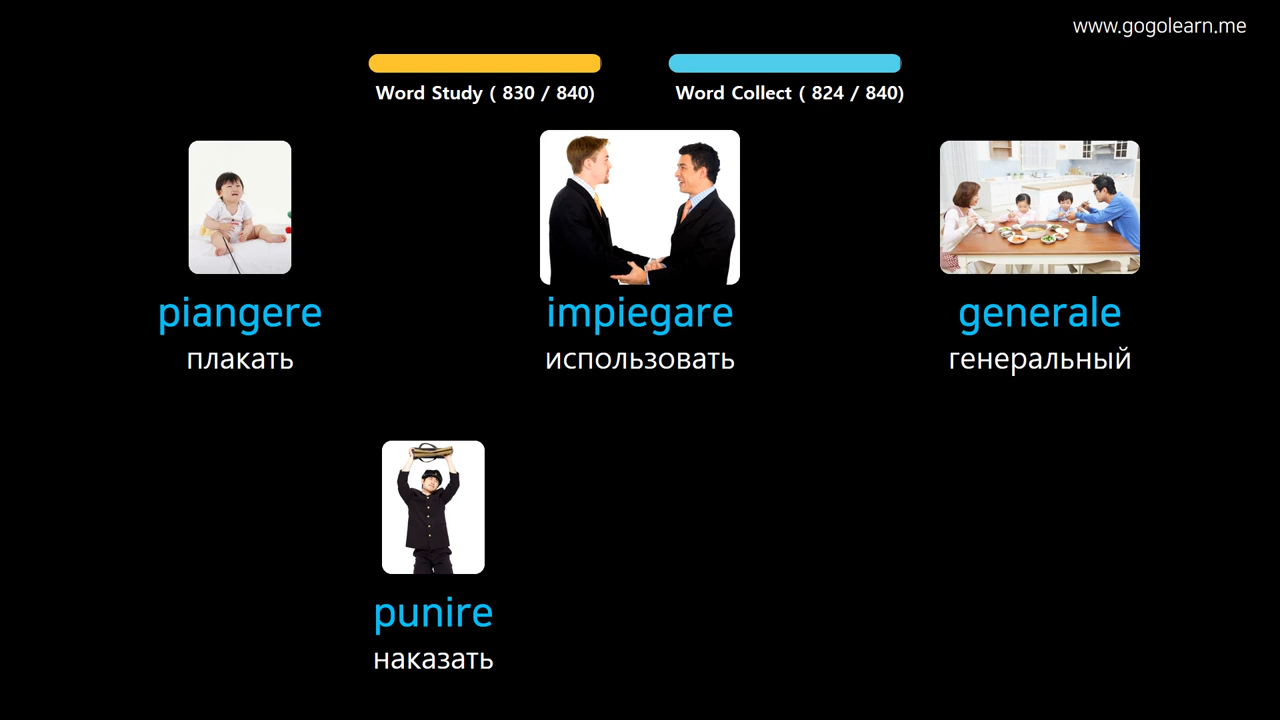 www.gogolearn.me
Word Study ( 830 / 840)
Word Collect ( 824 / 840)
piangere
плакать
impiegare
использовать
generale
генеральный
punire
наказать